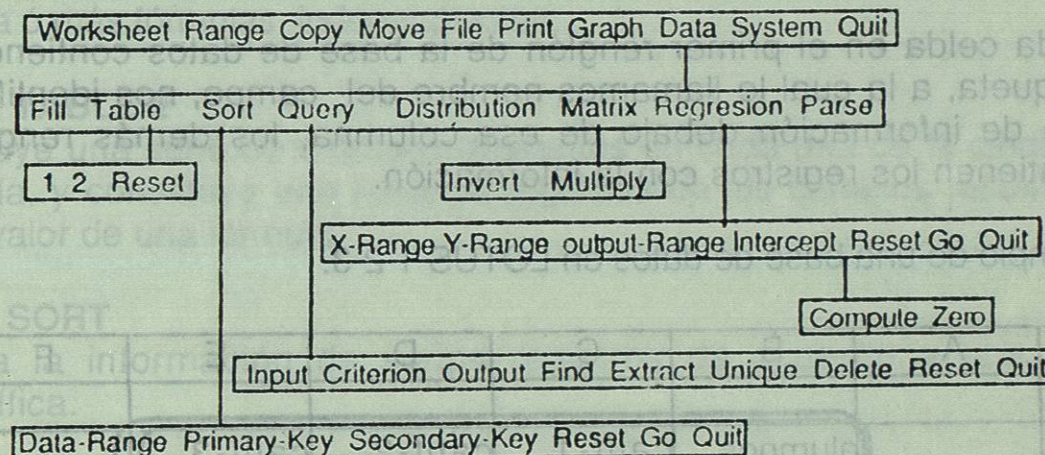 Worksheet Range Copy Move File Print Graph Data System Quit
Fill Table Sort Query Distribution Matrix Regresion Parse
1 2 Reset
Invert Multiply
X-Range Y-Range output-Range Intercept Reset Go Quit
Compute Zero
Input Criterion Output Find Extract Unique Delete Reset Quit
Data-Range Primary-Key Secondary-Key Reset Go Quit